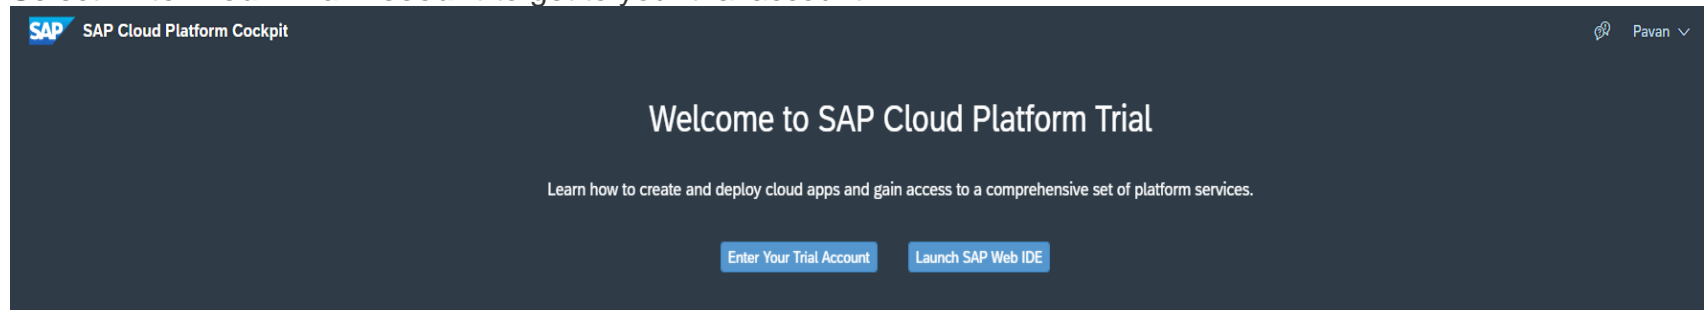 SAP SAP Cloud Platform Cockpit
Pavan
Welcome to SAP Cloud Platform Trial
Learn how to create and deploy cloud apps and gain access to a comprehensive set of platform services.
Enter Your Trial Account Launch SAP Web IDE